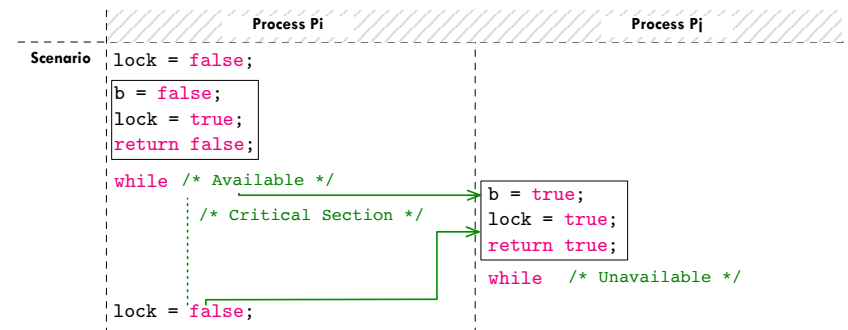 Process Pi
Process Pj
Scenario
lock = false;
b = false;
lock = true;
return false;
while /* Available */
/* Critical Section */
lock = false;
b = true;
lock = true;
return true;
while /* Unavailable */